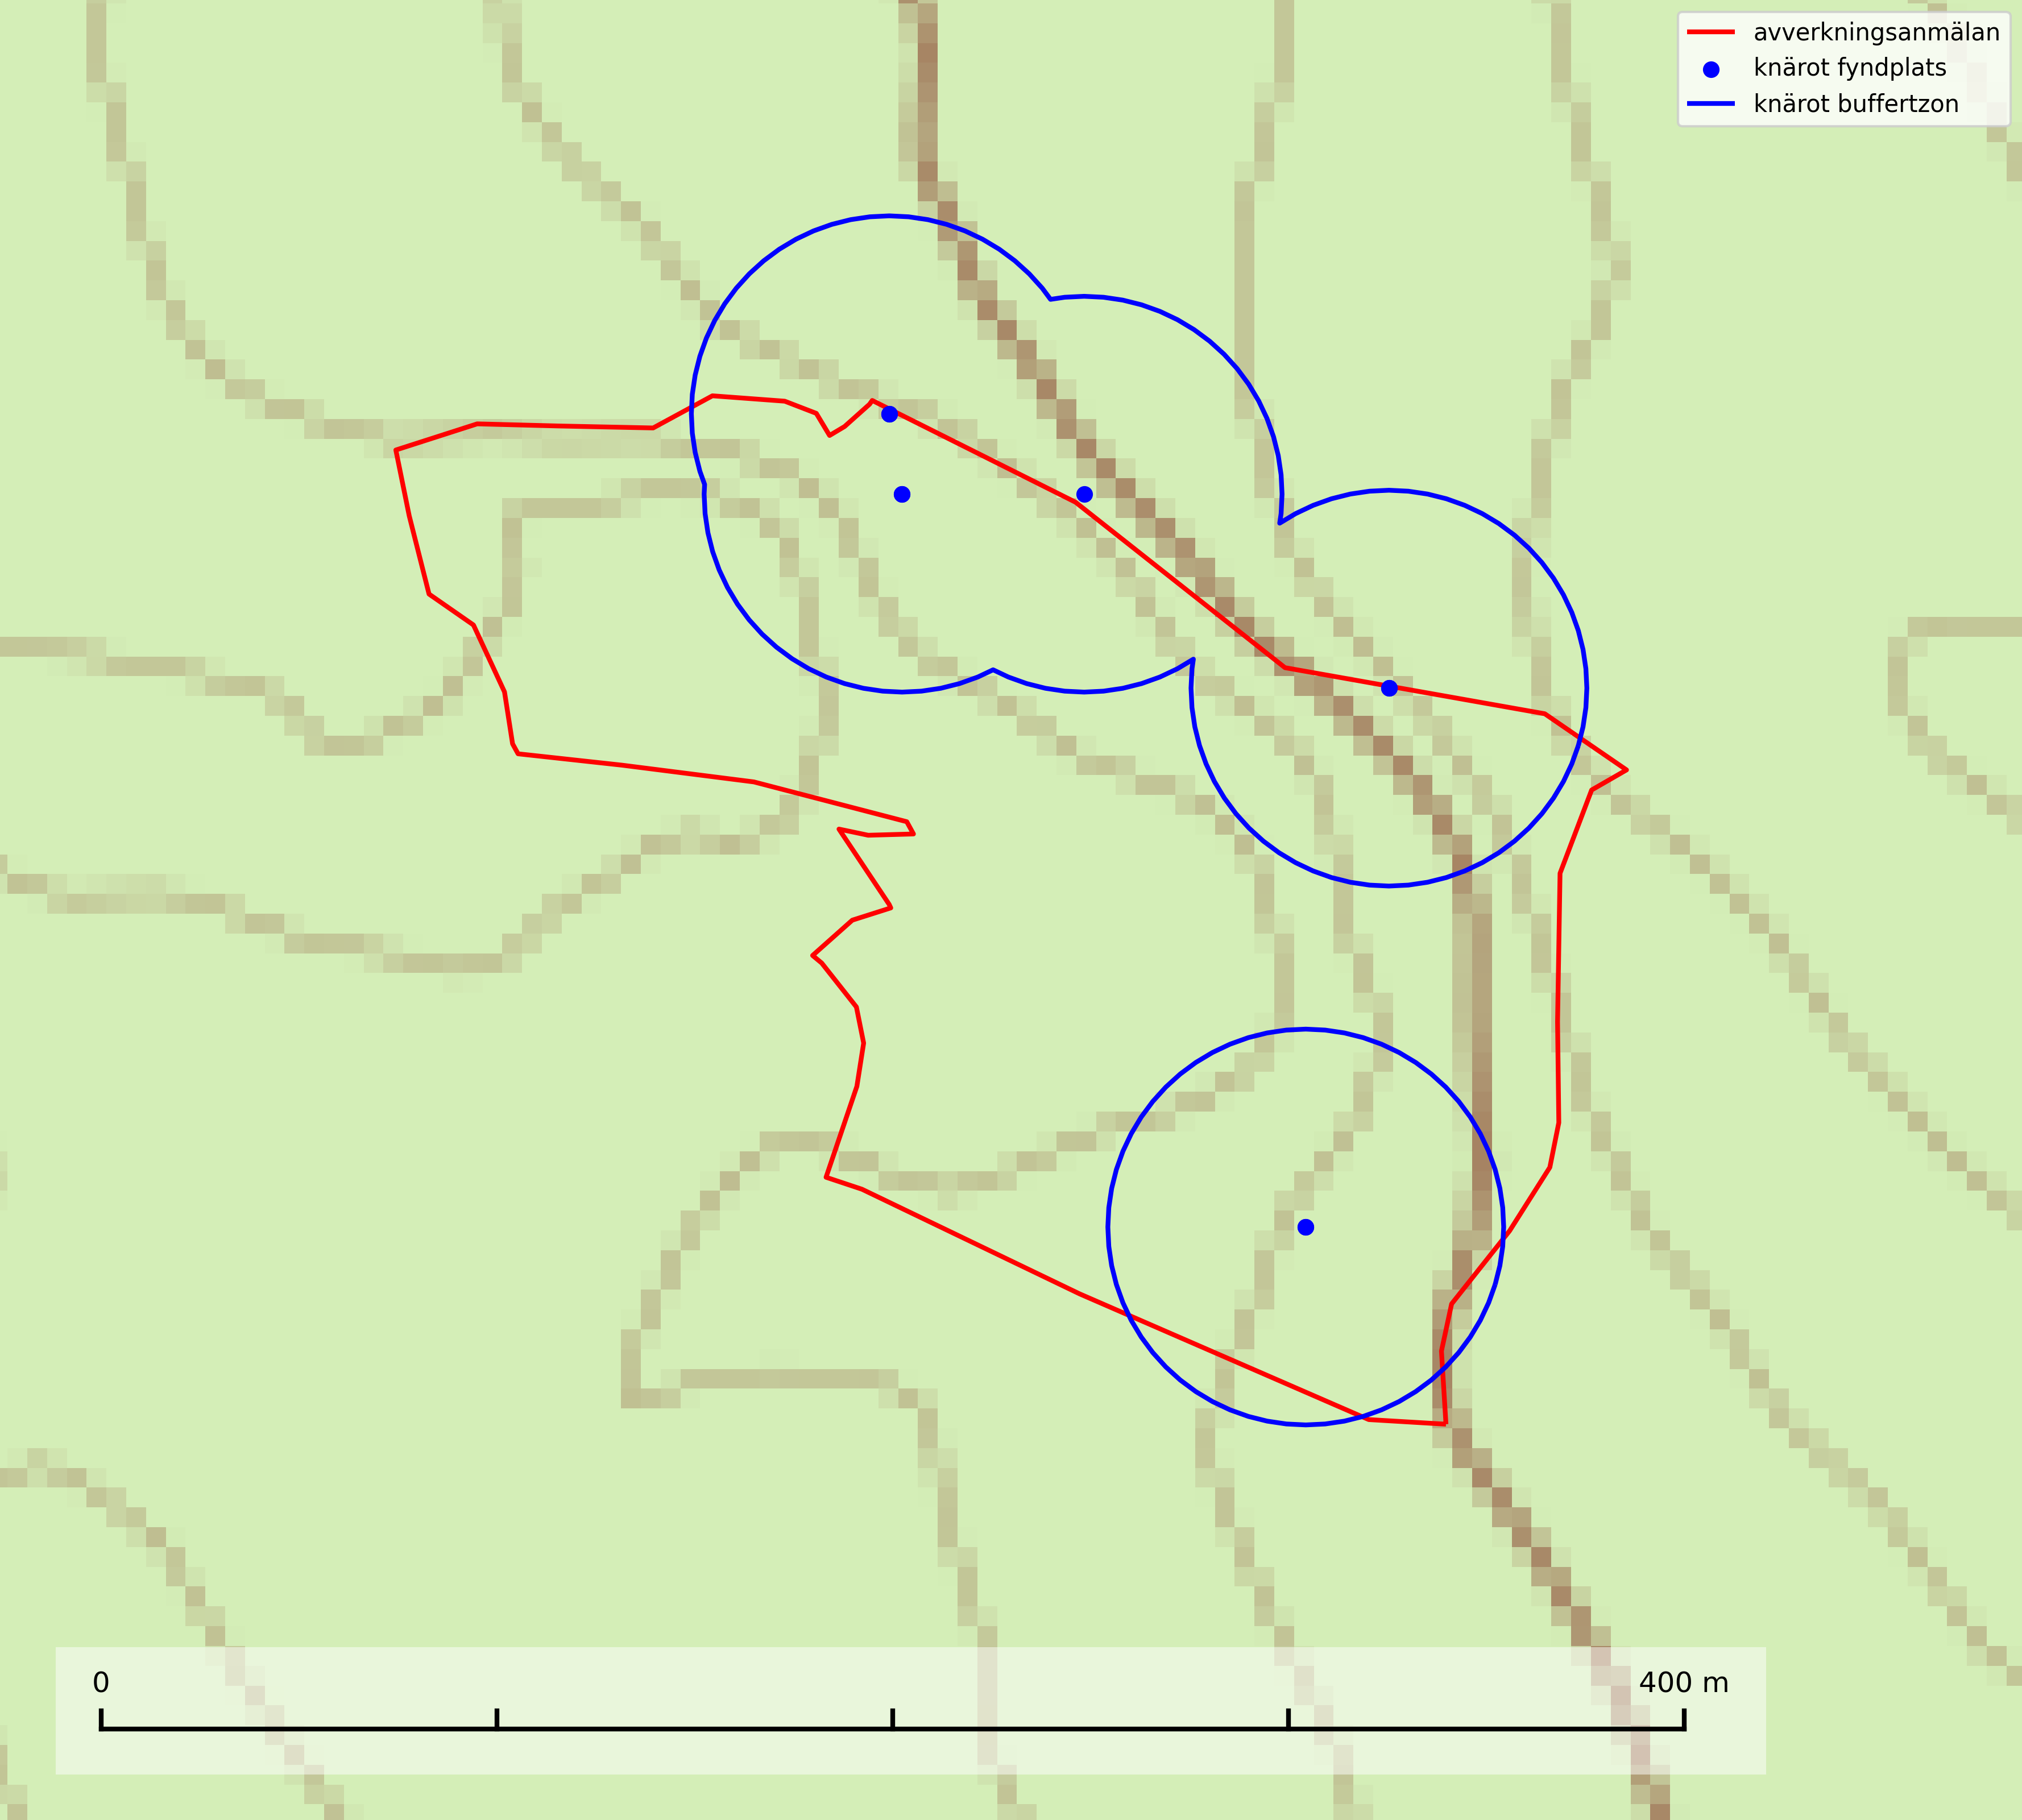 avverkningsanmälan
knärot fyndplats
knärot buffertzon
0
400 m